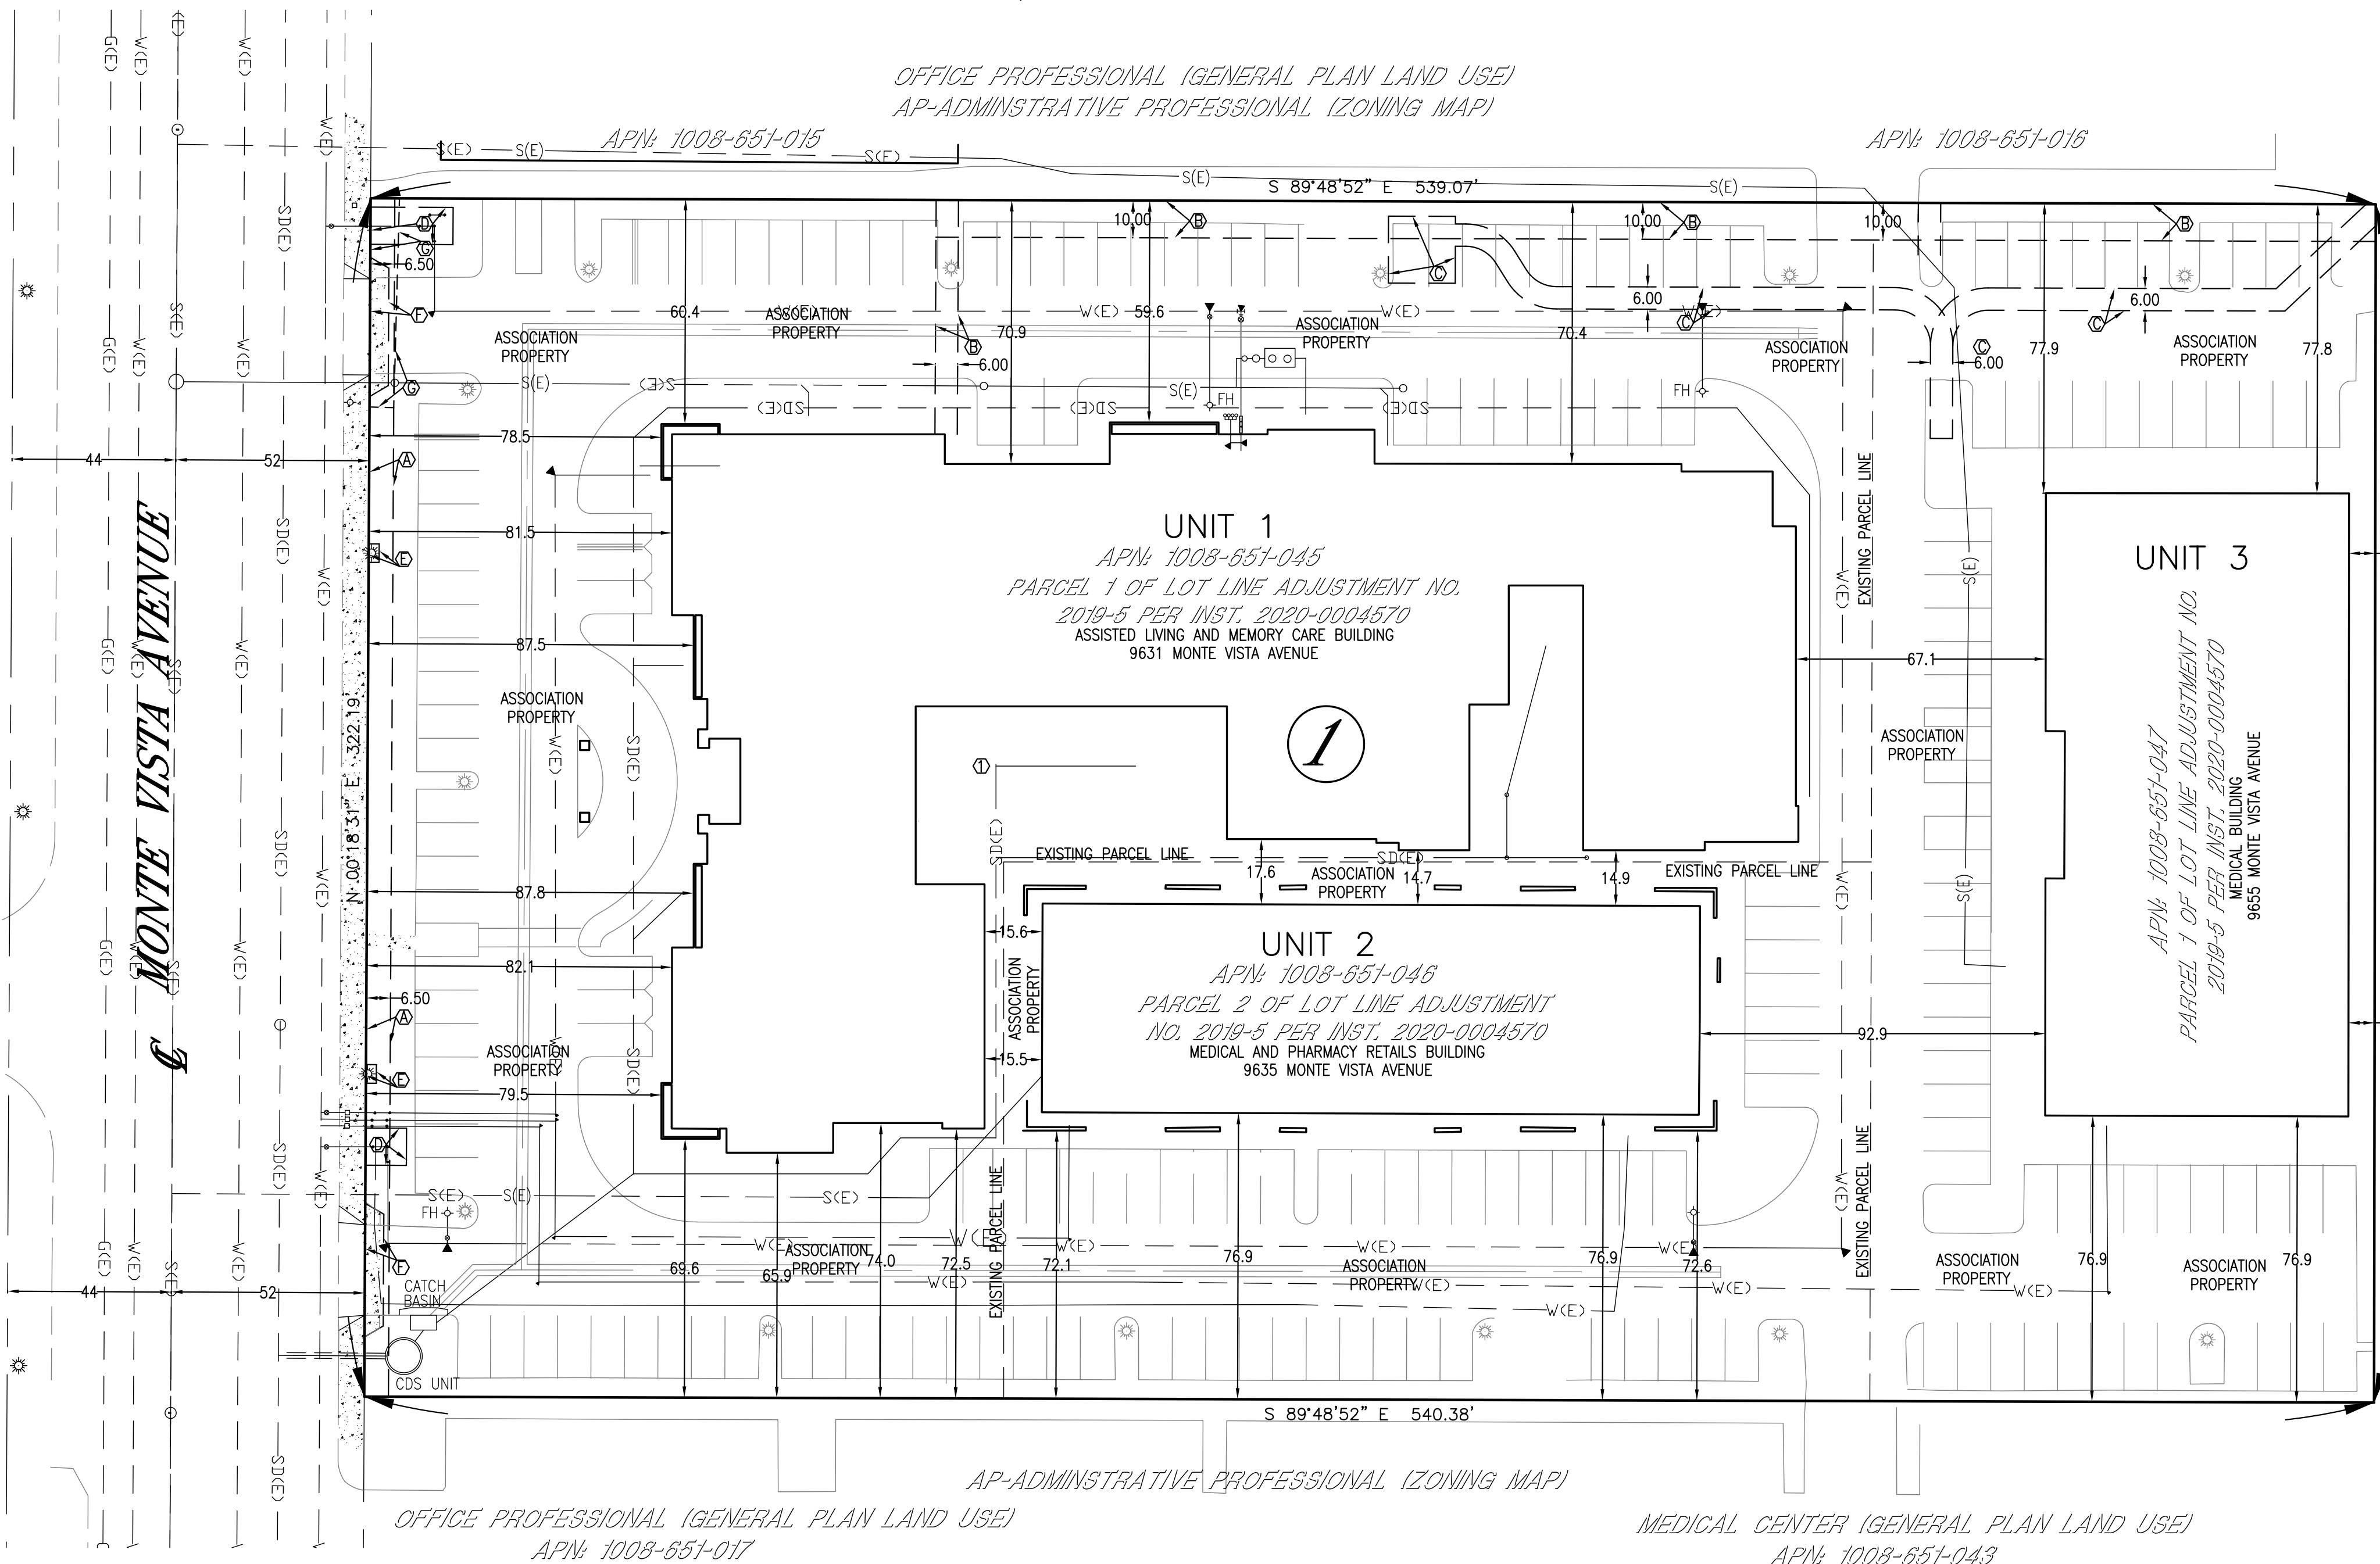 OFFICE PROFESSIONAL (GENERAL PLAN LAND USE)
AP-ADMINSTRATIVE PROFESSIONAL (ZONING MAP)
APN: 1008-651-015
APN: 1008-651-016
S 89°48'52" E 539.07'
S(E)
S(E)
S(E)
S(E)
S(E)
G(E)
W(E)
W(E)
SD(E)
W(E)
D
G
6.50
F
G
10.00
B
10.00
B
10.00
B
C
6.00
C
6.00
C
C
6.00
B
6.00
60.4
W(E)
59.6
W(E)
W(E)
W(E)
70.9
70.4
77.9
77.8
ASSOCIATION
PROPERTY
ASSOCIATION
PROPERTY
ASSOCIATION
PROPERTY
ASSOCIATION
PROPERTY
ASSOCIATION
PROPERTY
S(E)
S(E)
S(E)
SD(E)
SD(E)
SD(E)
FH
FH
78.5
44
52
A
81.5
E
87.5
87.8
82.1
6.50
A
E
79.5
D
MONTE VISTA AVENUE
N 00°18'31" E 322.19'
UNIT 1
APN: 1008-651-045
PARCEL 1 OF LOT LINE ADJUSTMENT NO.
2019-5 PER INST. 2020-0004570
ASSISTED LIVING AND MEMORY CARE BUILDING
9631 MONTE VISTA AVENUE
1
1
EXISTING PARCEL LINE
W(E)
67.1
S(E)
UNIT 3
APN: 1008-651-047
PARCEL 1 OF LOT LINE ADJUSTMENT NO.
2019-5 PER INST. 2020-0004570
MEDICAL BUILDING
9655 MONTE VISTA AVENUE
ASSOCIATION
PROPERTY
ASSOCIATION
PROPERTY
W(E)
SD(E)
SD(E)
EXISTING PARCEL LINE
SD(E)
17.6
ASSOCIATION
PROPERTY
14.7
14.9
EXISTING PARCEL LINE
W(E)
S(E)
15.6
ASSOCIATION
PROPERTY
15.5
UNIT 2
APN: 1008-651-046
PARCEL 2 OF LOT LINE ADJUSTMENT
NO. 2019-5 PER INST. 2020-0004570
MEDICAL AND PHARMACY RETAILS BUILDING
9635 MONTE VISTA AVENUE
92.9
ASSOCIATION
PROPERTY
W(E)
SD(E)
S(E)
S(E)
S(E)
FH
F
EXISTING PARCEL LINE
EXISTING PARCEL LINE
W(E)
W(E)
W(E)
W(E)
W(E)
W(E)
69.6
65.9
ASSOCIATION
PROPERTY
74.0
72.5
72.1
76.9
ASSOCIATION
PROPERTY
76.9
72.6
ASSOCIATION
PROPERTY
76.9
ASSOCIATION
PROPERTY
76.9
W(E)
W(E)
W(E)
W(E)
W(E)
44
52
CATCH
BASIN
CDS UNIT
S 89°48'52" E 540.38'
AP-ADMINSTRATIVE PROFESSIONAL (ZONING MAP)
OFFICE PROFESSIONAL (GENERAL PLAN LAND USE)
APN: 1008-651-017
MEDICAL CENTER (GENERAL PLAN LAND USE)
APN: 1008-651-043